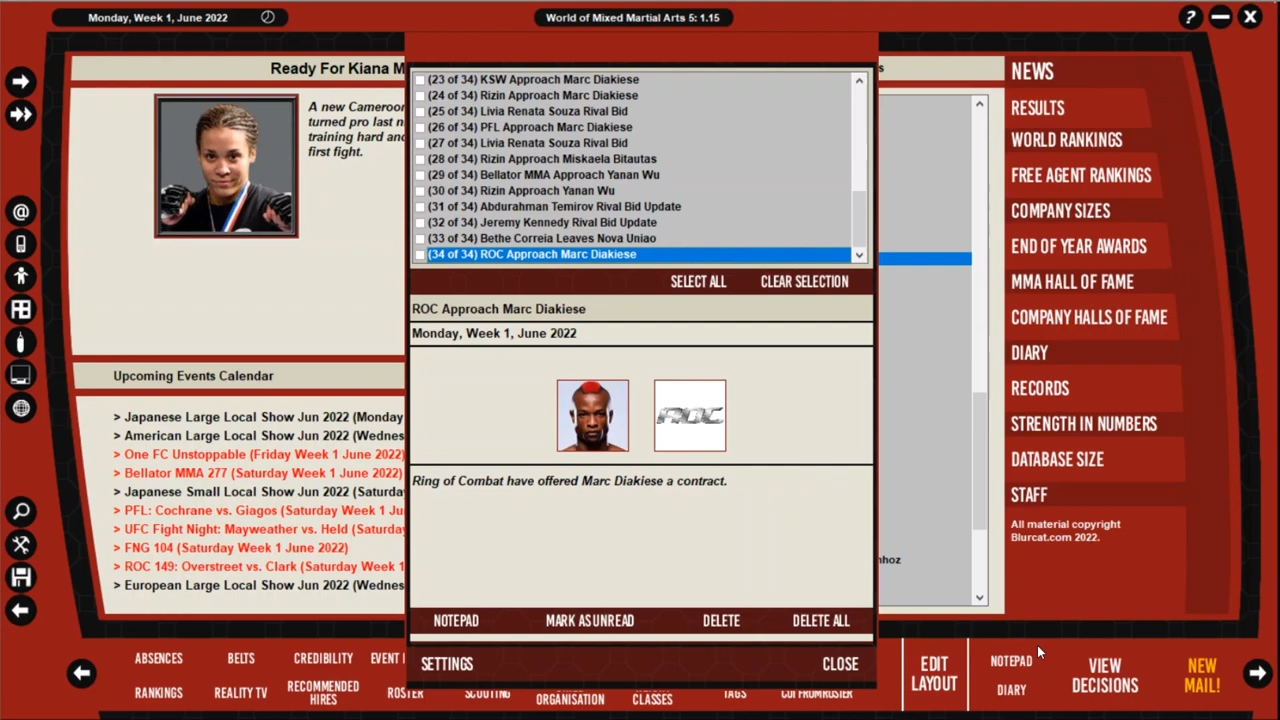 Monday, Week 1, June 2022
World of Mixed Martial Arts 5: 1.15
?
X
Ready For Kiana M
A new Cameroor
turned pro last n
training hard and
first fight.
Upcoming Events Calendar
> Japanese Large Local Show Jun 2022 (Monday
> American Large Local Show Jun 2022 (Wednes
> One FC Unstoppable (Friday Week 1 June 2022)
> Bellator MMA 277 (Saturday Week 1 June 2022)
> Japanese Small Local Show Jun 2022 (Saturda
> PFL: Cochrane vs. Giagos (Saturday Week 1 Ju
> UFC Fight Night: Mayweather vs. Held (Saturda
> FNG 104 (Saturday Week 1 June 2022)
> ROC 149: Overstreet vs. Clark (Saturday Week 1
> European Large Local Show Jun 2022 (Wednes
(23 of 34) KSW Approach Marc Diakiese
(24 of 34) Rizin Approach Marc Diakiese
(25 of 34) Livia Renata Souza Rival Bid
(26 of 34) PFL Approach Marc Diakiese
(27 of 34) Livia Renata Souza Rival Bid
(28 of 34) Rizin Approach Miskaela Bitautas
(29 of 34) Bellator MMA Approach Yanan Wu
(30 of 34) Rizin Approach Yanan Wu
(31 of 34) Abdurahman Temirov Rival Bid Update
(32 of 34) Jeremy Kennedy Rival Bid Update
(33 of 34) Bethe Correia Leaves Nova Uniao
(34 of 34) ROC Approach Marc Diakiese
SELECT ALL CLEAR SELECTION
ROC Approach Marc Diakiese
Monday, Week 1, June 2022
ROC
Ring of Combat have offered Marc Diakiese a contract.
NOTEPAD MARK AS UNREAD DELETE DELETE ALL
SETTINGS CLOSE
s
nhoz
NEWS
RESULTS
WORLD RANKINGS
FREE AGENT RANKINGS
COMPANY SIZES
END OF YEAR AWARDS
MMA HALL OF FAME
COMPANY HALLS OF FAME
DIARY
RECORDS
STRENGTH IN NUMBERS
DATABASE SIZE
STAFF
All material copyright
Blurcat.com 2022.
ABSENCES BELTS CREDIBILITY EVENT
RANKINGS REALITY TV RECOMMENDED HIRES ROSTER SCOUTING ORGANISATION CLASSES TAGS
EDIT LAYOUT
NOTEPAD
DIARY
VIEW DECISIONS
NEW MAIL!